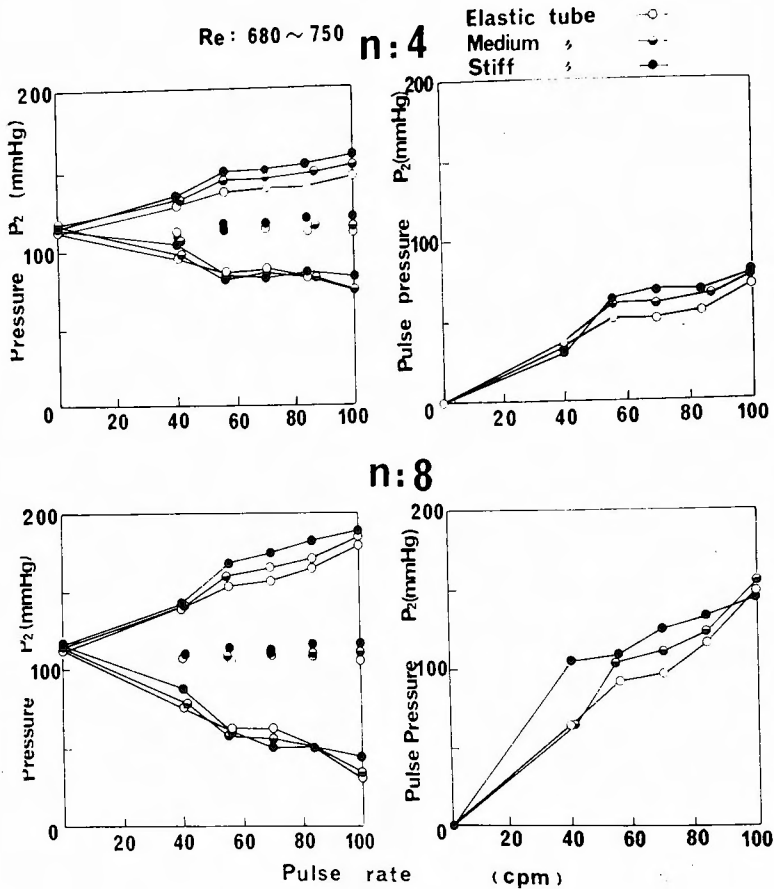 Re: 680~750
n:4
Elastic tube
Medium 〃
Stiff 〃
Pressure P₂ (mmHg)
200
100
0
0 20 40 60 80 100
Pulse pressure P₂(mmHg)
200
100
0
20 40 60 80 100
n:8
Pressure P₂(mmHg)
200
100
0
20 40 60 80 100
Pulse Pressure P₂(mmHg)
200
100
0
20 40 60 80 100
Pulse rate (cpm)